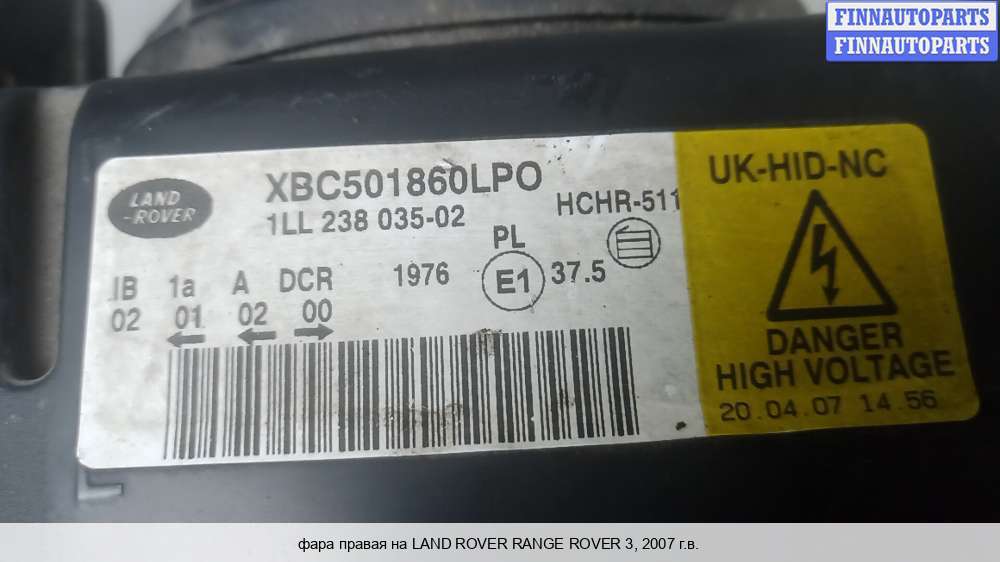 FINNAUTOPARTS
FINNAUTOPARTS
LAND
-ROVER
XBC501860LPO
1LL 238 035-02
HCHR-511
UK-HID-NC
PL
IB 1a A DCR 1976 E1 37.5
02 01 02 00
DANGER
HIGH VOLTAGE
20.04.07 14 56
фара правая на LAND ROVER RANGE ROVER 3, 2007 г.в.